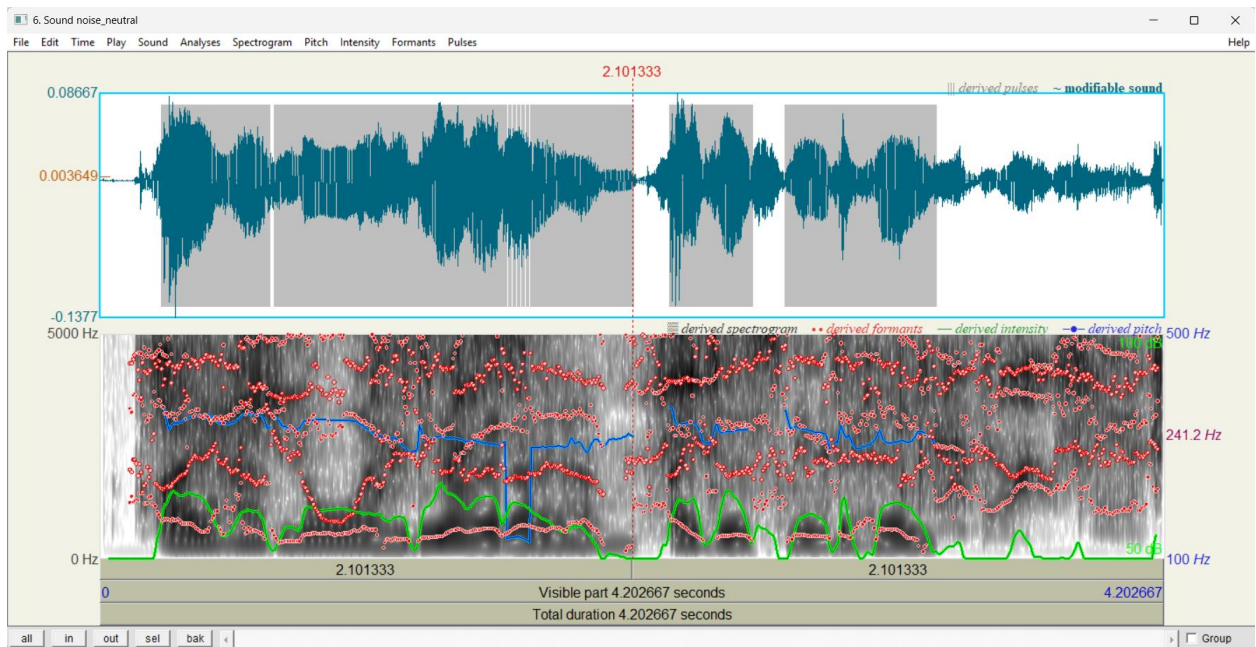 6. Sound noise_neutral
File Edit Time Play Sound Analyses Spectrogram Pitch Intensity Formants Pulses Help
2.101333
0.08667
derived pulses ~ modifiable sound
0.003649
-0.1377
5000 Hz
derived spectrogram derived formants derived intensity derived pitch
500 Hz
100 dB
241.2 Hz
50 dB
0 Hz
100 Hz
2.101333 2.101333
0 Visible part 4.202667 seconds 4.202667
Total duration 4.202667 seconds
all in out sel bak Group